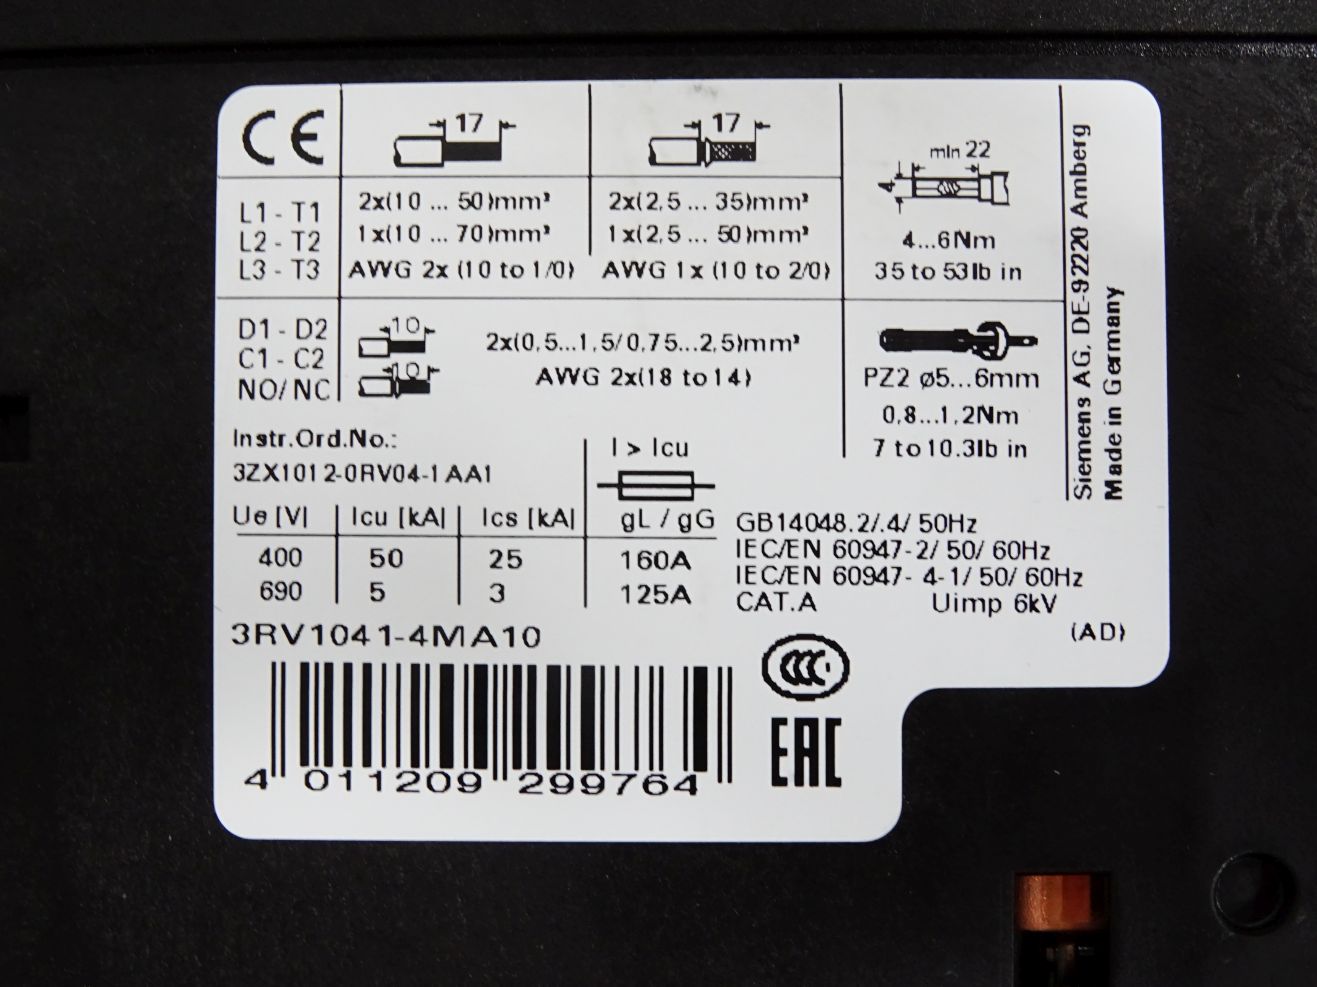 CE
17
17
min 22
4
L1 - T1
L2 - T2
L3 - T3
2x(10 ... 50)mm²
1x(10 ... 70)mm²
AWG 2x (10 to 1/0)
2x(2,5 ... 35)mm²
1x(2,5 ... 50)mm²
AWG 1x (10 to 2/0)
4...6Nm
35 to 53lb in
D1 - D2
C1 - C2
NO/ NC
10
10
2x(0,5...1,5/0,75...2,5)mm²
AWG 2x(18 to14)
PZ2 ø5...6mm
0,8...1,2Nm
7 to10.3lb in
Siemens AG, DE-92220 Amberg
Made in Germany
Instr.Ord.No.:
3ZX1012-0RV04-1AA1
I > Icu
gL / gG
Ue [V] Icu [kA] Ics [kA]
400 50 25 160A
690 5 3 125A
GB14048.2/.4/ 50Hz
IEC/EN 60947-2/ 50/ 60Hz
IEC/EN 60947- 4-1/ 50/ 60Hz
CAT.A Uimp 6kV
(AD)
3RV1041-4MA10
CCC
EAC
4 011209 299764